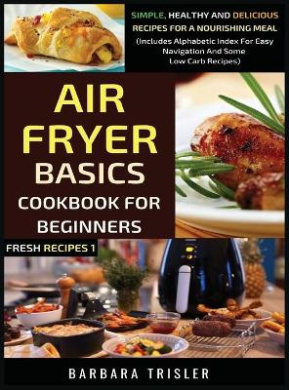 SIMPLE, HEALTHY AND DELICIOUS
RECIPES FOR A NOURISHING MEAL
(Includes Alphabetic Index For Easy
Navigation And Some
Low Carb Recipes)
AIR
FRYER
BASICS
COOKBOOK FOR
BEGINNERS
FRESH RECIPES 1
BARBARA TRISLER